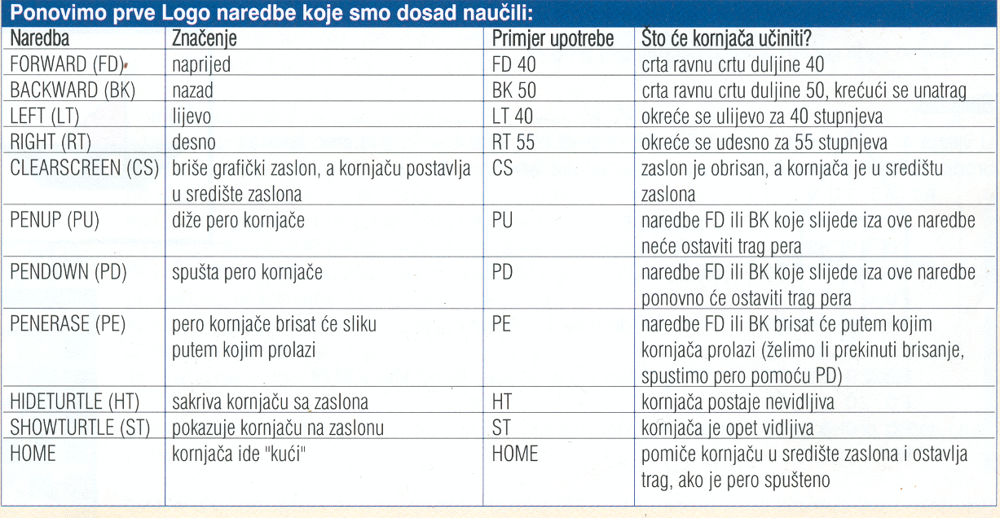 Ponovimo prve Logo naredbe koje smo dosad naučili:
Naredba Značenje Primjer upotrebe Što će kornjača učiniti?
FORWARD (FD) naprijed FD 40 crta ravnu crtu duljine 40
BACKWARD (BK) nazad BK 50 crta ravnu crtu duljine 50, krećući se unatrag
LEFT (LT) lijevo LT 40 okreće se ulijevo za 40 stupnjeva
RIGHT (RT) desno RT 55 okreće se udesno za 55 stupnjeva
CLEARSCREEN (CS) briše grafički zaslon, a kornjaču postavlja CS zaslon je obrisan, a kornjača je u središtu
u središte zaslona zaslona
PENUP (PU) diže pero kornjače PU naredbe FD ili BK koje slijede iza ove naredbe
neće ostaviti trag pera
PENDOWN (PD) spušta pero kornjače PD naredbe FD ili BK koje slijede iza ove naredbe
ponovno će ostaviti trag pera
PENERASE (PE) pero kornjače brisat će sliku PE naredbe FD ili BK brisat će putem kojim
putem kojim prolazi kornjača prolazi (želimo li prekinuti brisanje,
spustimo pero pomoću PD)
HIDETURTLE (HT) sakriva kornjaču sa zaslona HT kornjača postaje nevidljiva
SHOWTURTLE (ST) pokazuje kornjaču na zaslonu ST kornjača je opet vidljiva
HOME kornjača ide "kući" HOME pomiče kornjaču u središte zaslona i ostavlja
trag, ako je pero spušteno